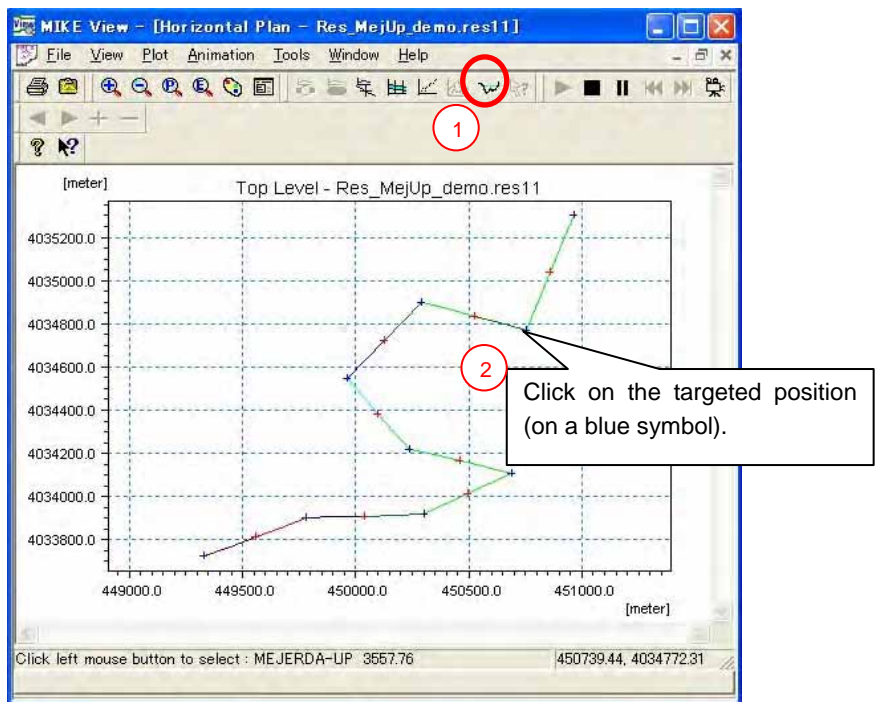 MIKE View - [Horizontal Plan - Res_MejUp_demo.res11]
File View Plot Animation Tools Window Help
1
[meter]
Top Level - Res_MejUp_demo.res11
4035200.0
4035000.0
4034800.0
4034600.0
4034400.0
4034200.0
4034000.0
4033800.0
2
Click on the targeted position
(on a blue symbol).
449000.0 449500.0 450000.0 450500.0 451000.0
[meter]
Click left mouse button to select : MEJERDA-UP 3557.76
450739.44, 4034772.31